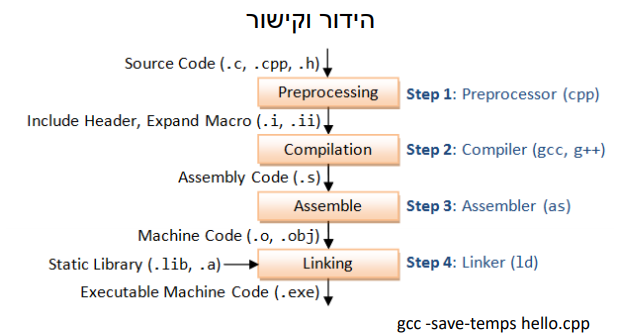 הידור וקישור
Source Code (.c, .cpp, .h)
Preprocessing
Step 1: Preprocessor (cpp)
Include Header, Expand Macro (.i, .ii)
Compilation
Step 2: Compiler (gcc, g++)
Assembly Code (.s)
Assemble
Step 3: Assembler (as)
Machine Code (.o, .obj)
Static Library (.lib, .a)
Linking
Step 4: Linker (ld)
Executable Machine Code (.exe)
gcc -save-temps hello.cpp